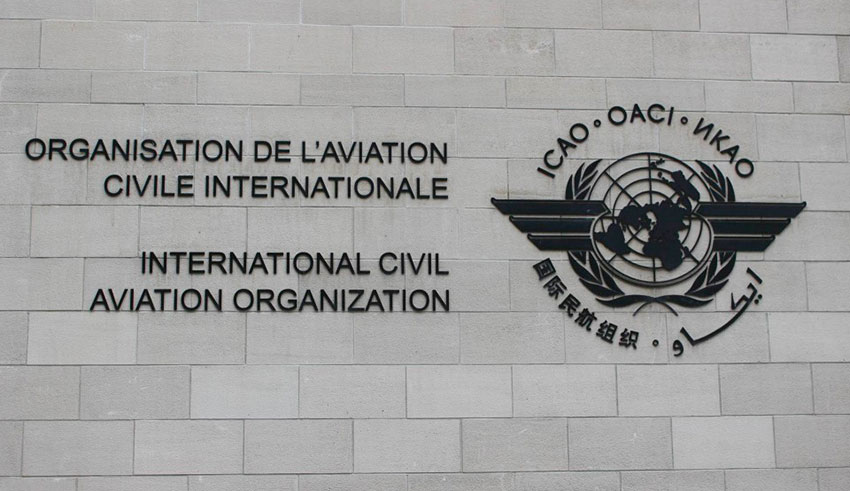 ORGANISATION DE L'AVIATION
CIVILE INTERNATIONALE
INTERNATIONAL CIVIL
AVIATION ORGANIZATION
ICAO • OACI • ИКАО
国际民航组织 • ايكاو